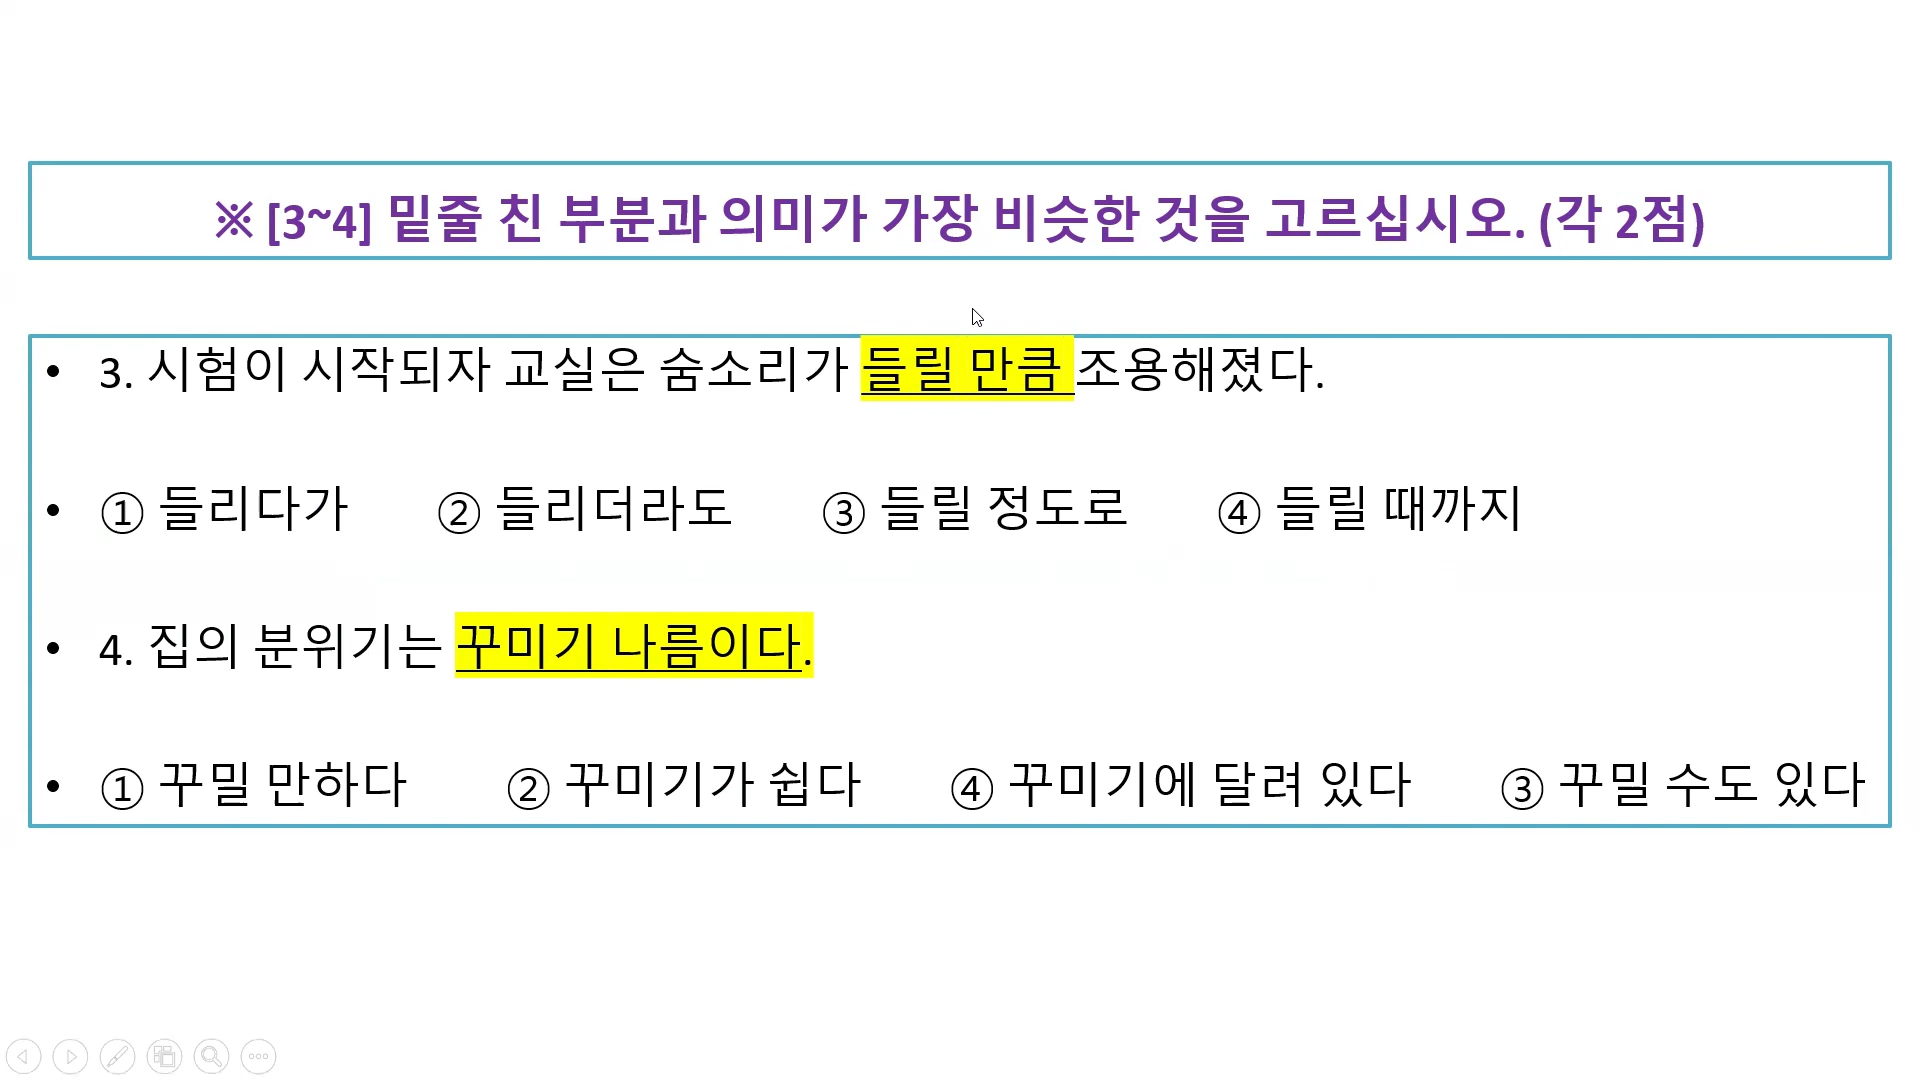 ※ [3~4] 밑줄 친 부분과 의미가 가장 비슷한 것을 고르십시오. (각 2점)
• 3. 시험이 시작되자 교실은 숨소리가 들릴 만큼 조용해졌다.
• ① 들리다가 ② 들리더라도 ③ 들릴 정도로 ④ 들릴 때까지
• 4. 집의 분위기는 꾸미기 나름이다.
• ① 꾸밀 만하다 ② 꾸미기가 쉽다 ④ 꾸미기에 달려 있다 ③ 꾸밀 수도 있다